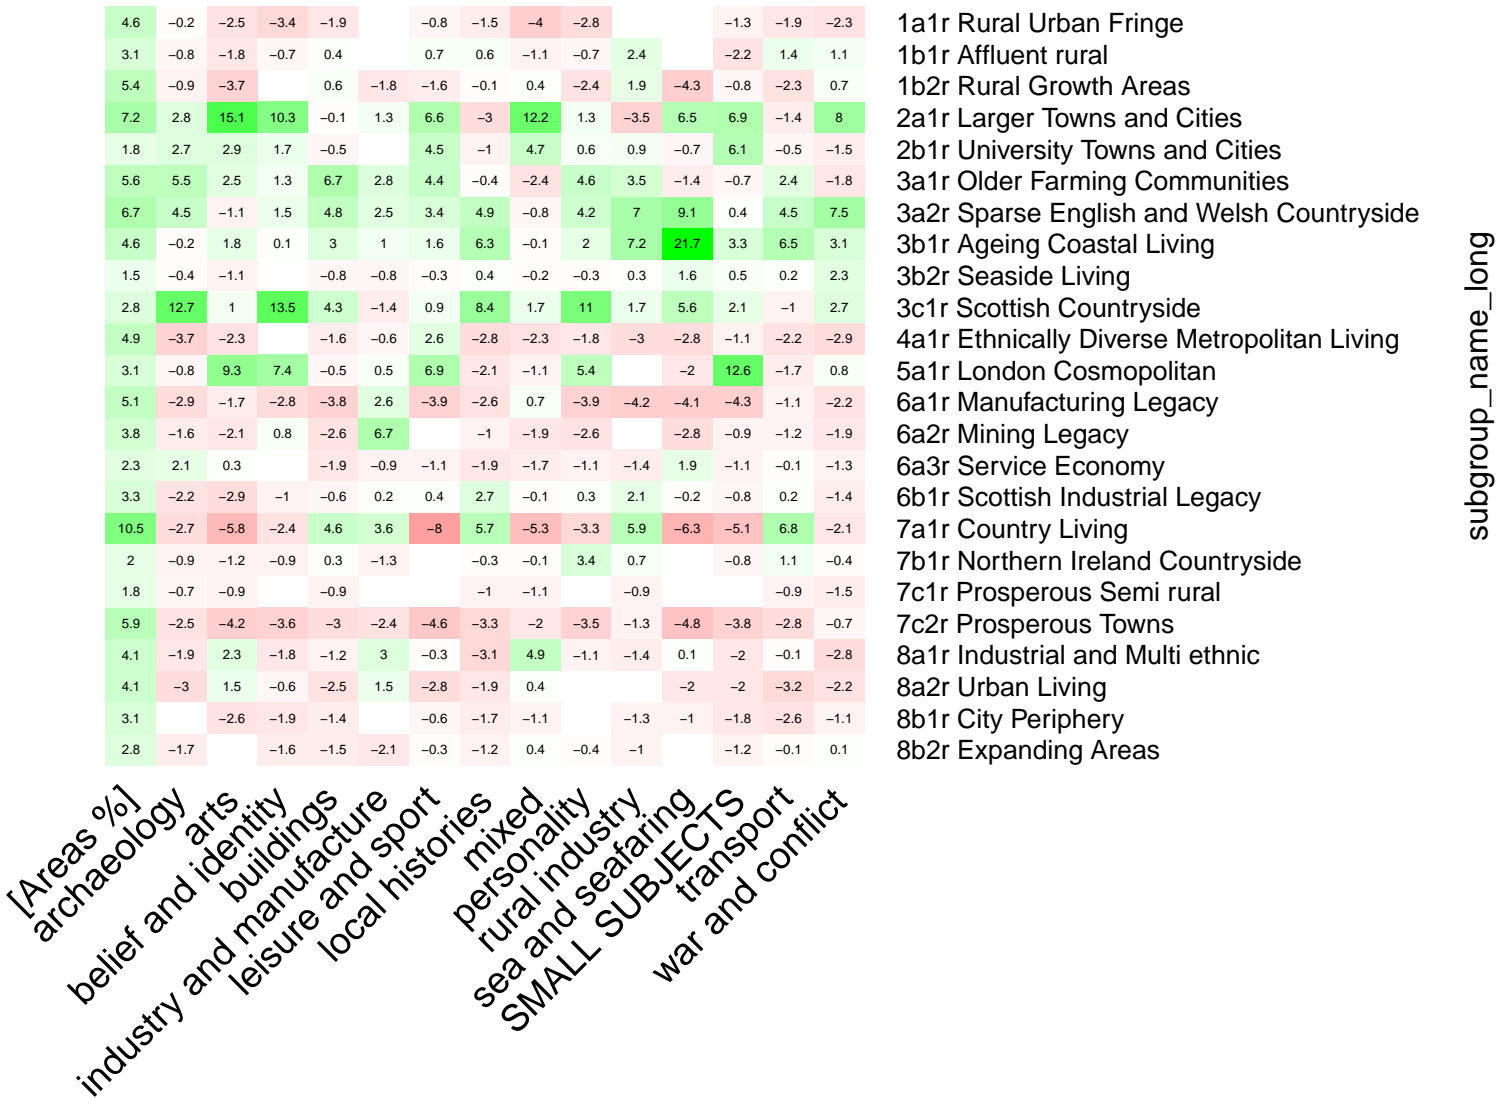 4.6 −0.2 −2.5 −3.4 −1.9 −0.8 −1.5 −4 −2.8 −1.3 −1.9 −2.3 1a1r Rural Urban Fringe
3.1 −0.8 −1.8 −0.7 0.4 0.7 0.6 −1.1 −0.7 2.4 −2.2 1.4 1.1 1b1r Affluent rural
5.4 −0.9 −3.7 0.6 −1.8 −1.6 −0.1 0.4 −2.4 1.9 −4.3 −0.8 −2.3 0.7 1b2r Rural Growth Areas
7.2 2.8 15.1 10.3 −0.1 1.3 6.6 −3 12.2 1.3 −3.5 6.5 6.9 −1.4 8 2a1r Larger Towns and Cities
1.8 2.7 2.9 1.7 −0.5 4.5 −1 4.7 0.6 0.9 −0.7 6.1 −0.5 −1.5 2b1r University Towns and Cities
5.6 5.5 2.5 1.3 6.7 2.8 4.4 −0.4 −2.4 4.6 3.5 −1.4 −0.7 2.4 −1.8 3a1r Older Farming Communities
6.7 4.5 −1.1 1.5 4.8 2.5 3.4 4.9 −0.8 4.2 7 9.1 0.4 4.5 7.5 3a2r Sparse English and Welsh Countryside
4.6 −0.2 1.8 0.1 3 1 1.6 6.3 −0.1 2 7.2 21.7 3.3 6.5 3.1 3b1r Ageing Coastal Living
1.5 −0.4 −1.1 −0.8 −0.8 −0.3 0.4 −0.2 −0.3 0.3 1.6 0.5 0.2 2.3 3b2r Seaside Living
2.8 12.7 1 13.5 4.3 −1.4 0.9 8.4 1.7 11 1.7 5.6 2.1 −1 2.7 3c1r Scottish Countryside
4.9 −3.7 −2.3 −1.6 −0.6 2.6 −2.8 −2.3 −1.8 −3 −2.8 −1.1 −2.2 −2.9 4a1r Ethnically Diverse Metropolitan Living
3.1 −0.8 9.3 7.4 −0.5 0.5 6.9 −2.1 −1.1 5.4 −2 12.6 −1.7 0.8 5a1r London Cosmopolitan
5.1 −2.9 −1.7 −2.8 −3.8 2.6 −3.9 −2.6 0.7 −3.9 −4.2 −4.1 −4.3 −1.1 −2.2 6a1r Manufacturing Legacy
3.8 −1.6 −2.1 0.8 −2.6 6.7 −1 −1.9 −2.6 −2.8 −0.9 −1.2 −1.9 6a2r Mining Legacy
2.3 2.1 0.3 −1.9 −0.9 −1.1 −1.9 −1.7 −1.1 −1.4 1.9 −1.1 −0.1 −1.3 6a3r Service Economy
3.3 −2.2 −2.9 −1 −0.6 0.2 0.4 2.7 −0.1 0.3 2.1 −0.2 −0.8 0.2 −1.4 6b1r Scottish Industrial Legacy
10.5 −2.7 −5.8 −2.4 4.6 3.6 −8 5.7 −5.3 −3.3 5.9 −6.3 −5.1 6.8 −2.1 7a1r Country Living
2 −0.9 −1.2 −0.9 0.3 −1.3 −0.3 −0.1 3.4 0.7 −0.8 1.1 −0.4 7b1r Northern Ireland Countryside
1.8 −0.7 −0.9 −0.9 −1 −1.1 −0.9 −0.9 −1.5 7c1r Prosperous Semi rural
5.9 −2.5 −4.2 −3.6 −3 −2.4 −4.6 −3.3 −2 −3.5 −1.3 −4.8 −3.8 −2.8 −0.7 7c2r Prosperous Towns
4.1 −1.9 2.3 −1.8 −1.2 3 −0.3 −3.1 4.9 −1.1 −1.4 0.1 −2 −0.1 −2.8 8a1r Industrial and Multi ethnic
4.1 −3 1.5 −0.6 −2.5 1.5 −2.8 −1.9 0.4 −2 −2 −3.2 −2.2 8a2r Urban Living
3.1 −2.6 −1.9 −1.4 −0.6 −1.7 −1.1 −1.3 −1 −1.8 −2.6 −1.1 8b1r City Periphery
2.8 −1.7 −1.6 −1.5 −2.1 −0.3 −1.2 0.4 −0.4 −1 −1.2 −0.1 0.1 8b2r Expanding Areas
subgroup_name_long
[Areas %]
archaeology
arts
belief and identity
buildings
industry and manufacture
leisure and sport
local histories
mixed
personality
rural industry
sea and seafaring
SMALL SUBJECTS
transport
war and conflict